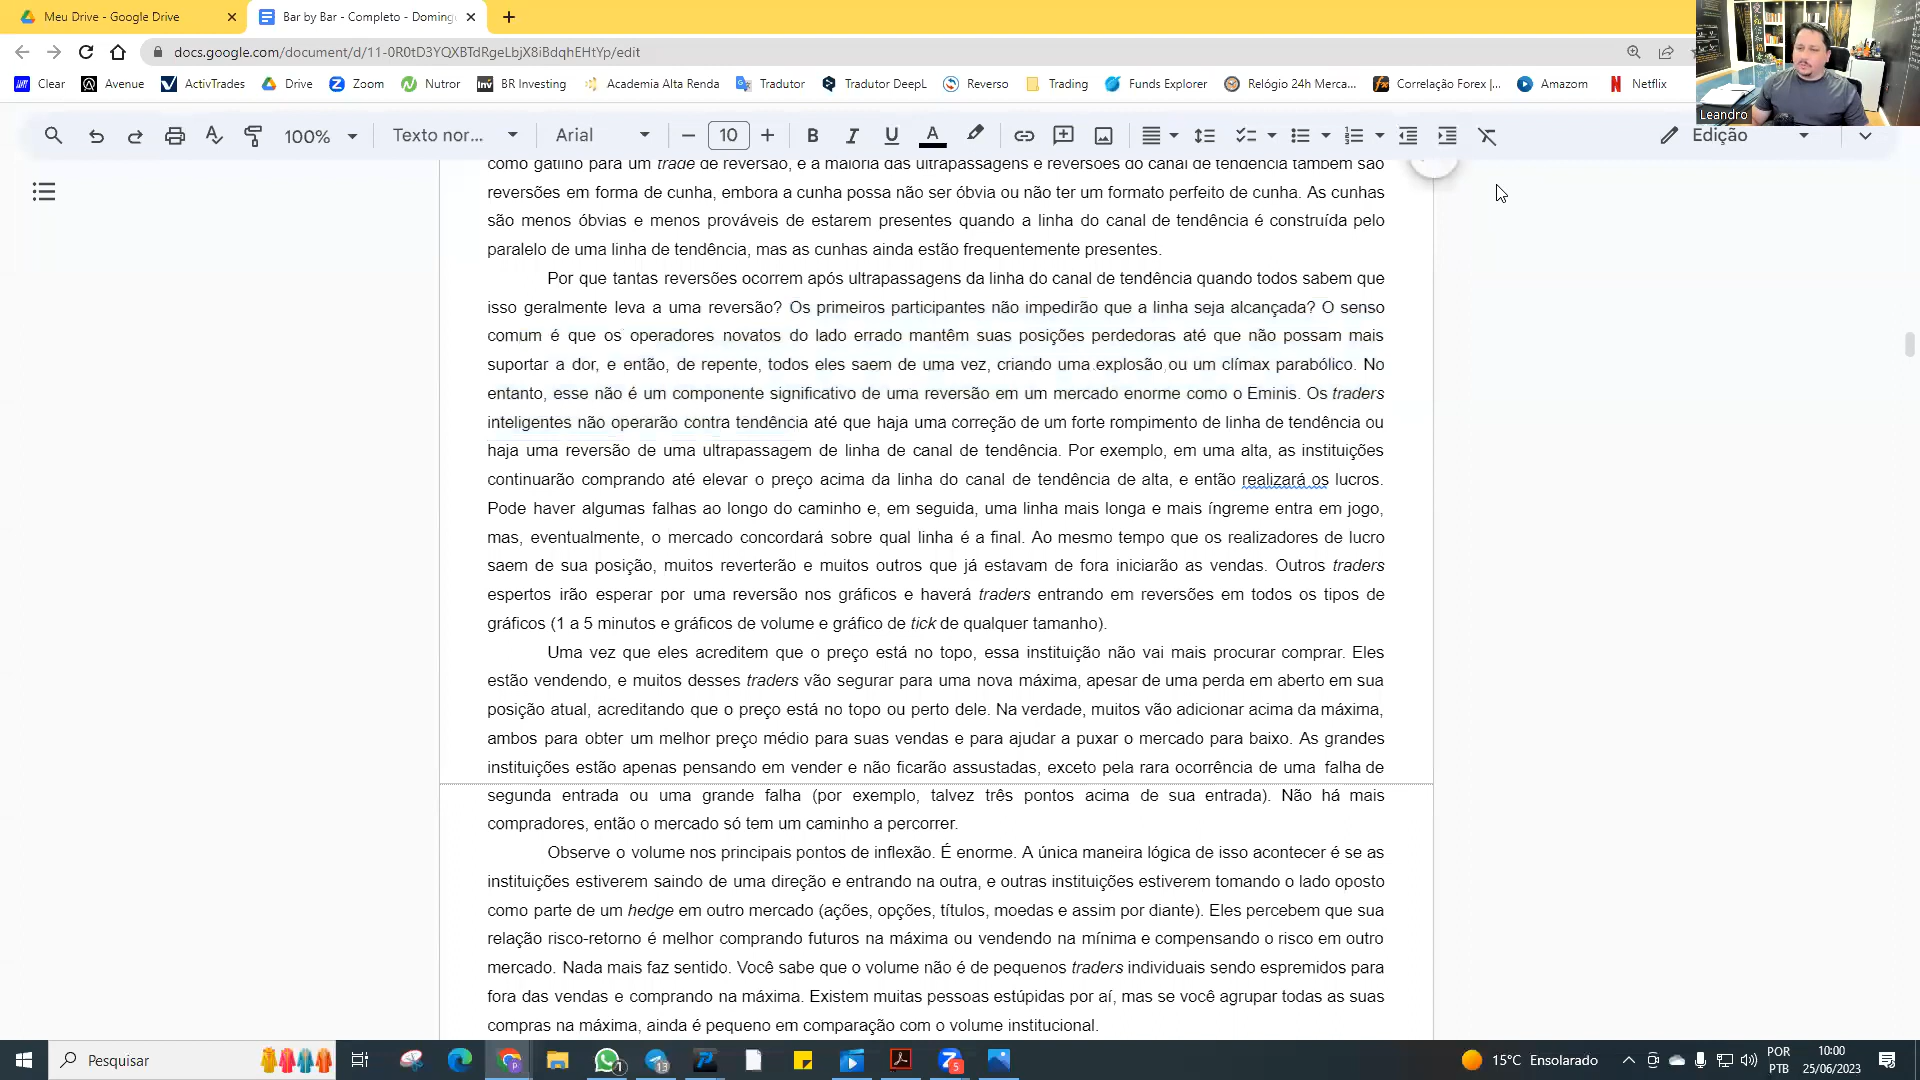 Meu Drive - Google Drive
Bar by Bar - Completo - Doming
docs.google.com/document/d/11-0R0tD3YQXBTdRgeLbjX8iBdqhEHtYp/edit
Clear Avenue ActivTrades Drive Zoom Nutror BR Investing Academia Alta Renda Tradutor Tradutor DeepL Reverso Trading Funds Explorer Relógio 24h Merca... Correlação Forex |... Amazom Netflix
Leandro
100% Texto nor... Arial 10 Edição
como gatilho para um trade de reversão, e a maioria das ultrapassagens e reversões do canal de tendência também são
reversões em forma de cunha, embora a cunha possa não ser óbvia ou não ter um formato perfeito de cunha. As cunhas
são menos óbvias e menos prováveis de estarem presentes quando a linha do canal de tendência é construída pelo
paralelo de uma linha de tendência, mas as cunhas ainda estão frequentemente presentes.
Por que tantas reversões ocorrem após ultrapassagens da linha do canal de tendência quando todos sabem que
isso geralmente leva a uma reversão? Os primeiros participantes não impedirão que a linha seja alcançada? O senso
comum é que os operadores novatos do lado errado mantêm suas posições perdedoras até que não possam mais
suportar a dor, e então, de repente, todos eles saem de uma vez, criando uma explosão ou um clímax parabólico. No
entanto, esse não é um componente significativo de uma reversão em um mercado enorme como o Eminis. Os traders
inteligentes não operarão contra tendência até que haja uma correção de um forte rompimento de linha de tendência ou
haja uma reversão de uma ultrapassagem de linha de canal de tendência. Por exemplo, em uma alta, as instituições
continuarão comprando até elevar o preço acima da linha do canal de tendência de alta, e então realizará os lucros.
Pode haver algumas falhas ao longo do caminho e, em seguida, uma linha mais longa e mais íngreme entra em jogo,
mas, eventualmente, o mercado concordará sobre qual linha é a final. Ao mesmo tempo que os realizadores de lucro
saem de sua posição, muitos reverterão e muitos outros que já estavam de fora iniciarão as vendas. Outros traders
espertos irão esperar por uma reversão nos gráficos e haverá traders entrando em reversões em todos os tipos de
gráficos (1 a 5 minutos e gráficos de volume e gráfico de tick de qualquer tamanho).
Uma vez que eles acreditem que o preço está no topo, essa instituição não vai mais procurar comprar. Eles
estão vendendo, e muitos desses traders vão segurar para uma nova máxima, apesar de uma perda em aberto em sua
posição atual, acreditando que o preço está no topo ou perto dele. Na verdade, muitos vão adicionar acima da máxima,
ambos para obter um melhor preço médio para suas vendas e para ajudar a puxar o mercado para baixo. As grandes
instituições estão apenas pensando em vender e não ficarão assustadas, exceto pela rara ocorrência de uma falha de
segunda entrada ou uma grande falha (por exemplo, talvez três pontos acima de sua entrada). Não há mais
compradores, então o mercado só tem um caminho a percorrer.
Observe o volume nos principais pontos de inflexão. É enorme. A única maneira lógica de isso acontecer é se as
instituições estiverem saindo de uma direção e entrando na outra, e outras instituições estiverem tomando o lado oposto
como parte de um hedge em outro mercado (ações, opções, títulos, moedas e assim por diante). Eles percebem que sua
relação risco-retorno é melhor comprando futuros na máxima ou vendendo na mínima e compensando o risco em outro
mercado. Nada mais faz sentido. Você sabe que o volume não é de pequenos traders individuais sendo espremidos para
fora das vendas e comprando na máxima. Existem muitas pessoas estúpidas por aí, mas se você agrupar todas as suas
compras na máxima, ainda é pequeno em comparação com o volume institucional.
Pesquisar
1 13 5
15°C Ensolarado
POR
PTB
10:00
25/06/2023